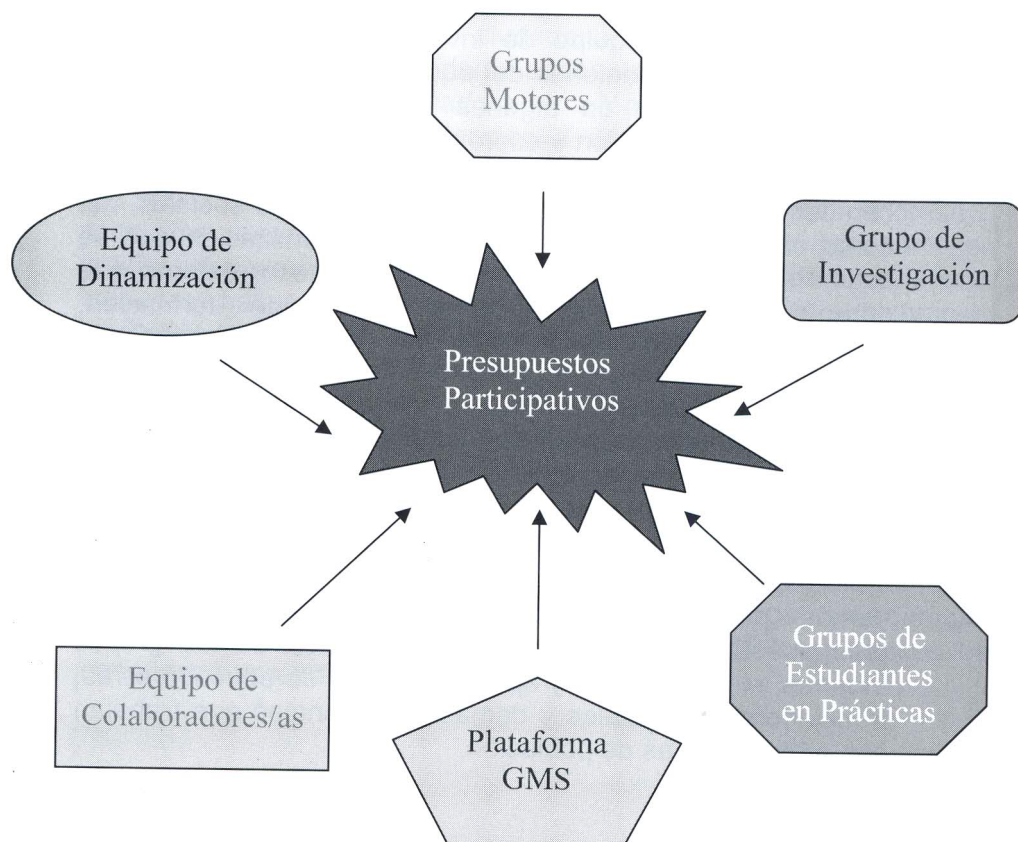 Grupos
Motores
Equipo de
Dinamización
Grupo de
Investigación
Presupuestos
Participativos
Equipo de
Colaboradores/as
Plataforma
GMS
Grupos de
Estudiantes
en Prácticas